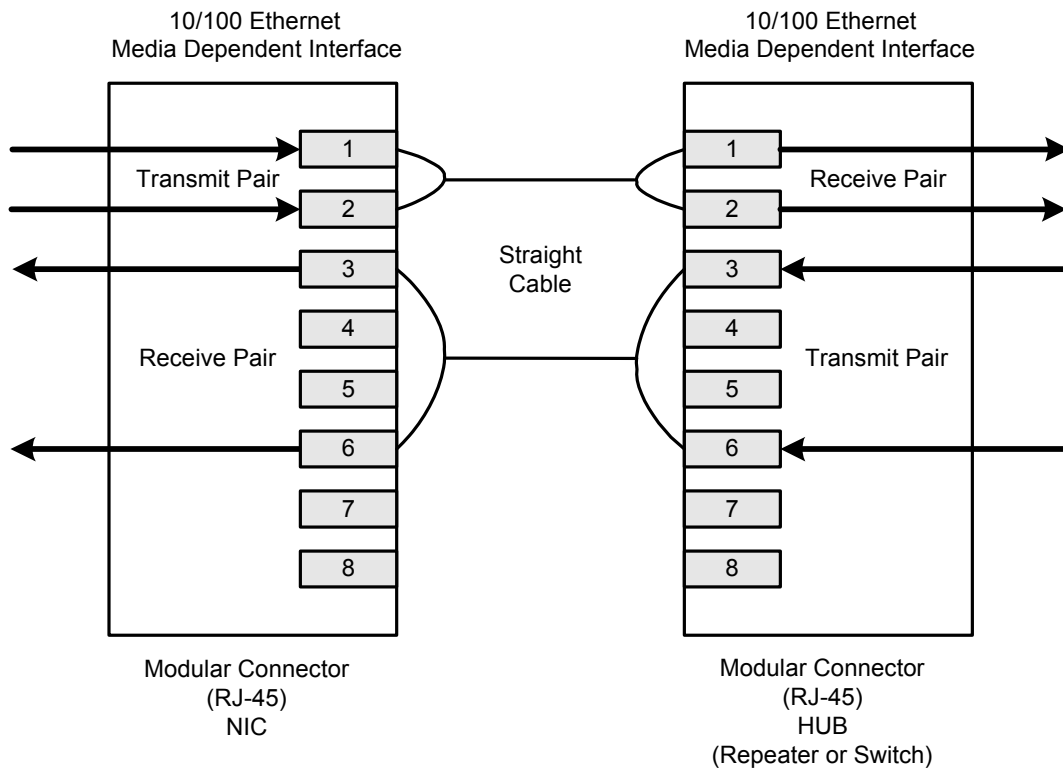 10/100 Ethernet
Media Dependent Interface
10/100 Ethernet
Media Dependent Interface
1
Transmit Pair
2
3
4
Receive Pair
5
6
7
8
Straight
Cable
1
Receive Pair
2
3
4
Transmit Pair
5
6
7
8
Modular Connector
(RJ-45)
NIC
Modular Connector
(RJ-45)
HUB
(Repeater or Switch)